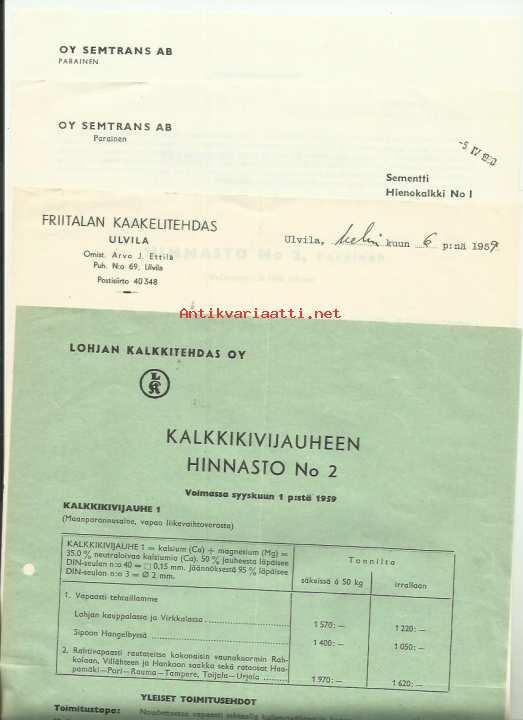 OY SEMTRANS AB
PARAINEN
OY SEMTRANS AB
Parainen
Sementti
Hienokalkki No 1
FRIITALAN KAAKELITEHDAS
ULVILA
Omist. Arvo J. Ettilä
Puh. N:o 69, Ulvila
Postisiirto 40 348
Ulvila, kuun 6 p:nä 1959
Antikvariaatti.net
LOHJAN KALKKITEHDAS OY
KALKKIKIVIJAUHEEN
HINNASTO No 2
Voimassa syyskuun 1 p:stä 1959
KALKKIKIVIJAUHE 1
(Maanparannusaine, vapaa liikevaihtoverosta)
KALKKIKIVIJAUHE 1 = kalsium (Ca) + magnesium (Mg) =
35.0 % neutraloivaa kalsiumia (Ca). 50 % jauheesta läpäisee
DIN-seulan n:o 40 = □ 0,15 mm. Jäännöksestä 95 % läpäisee
DIN-seulan n:o 3 = Ø 2 mm.
Tonnilta
säkeissä á 50 kg
irrallaan
1. Vapaasti tehtaillamme
Lohjan kauppalassa ja Virkkalassa
1 570: —
1 220: —
Sipoon Hangelbyssä
1 400: —
1 050: —
2. Rahtivapaasti rautateitse kokonaisin vaunukuormin Rah-
kolaan, Villähteen ja Hankoon saakka sekä rataosat Haa-
pamäki—Pori—Rauma—Tampere, Toijala—Urjala
1 970: —
1 620: —
YLEISET TOIMITUSEHDOT
Toimitustapa: